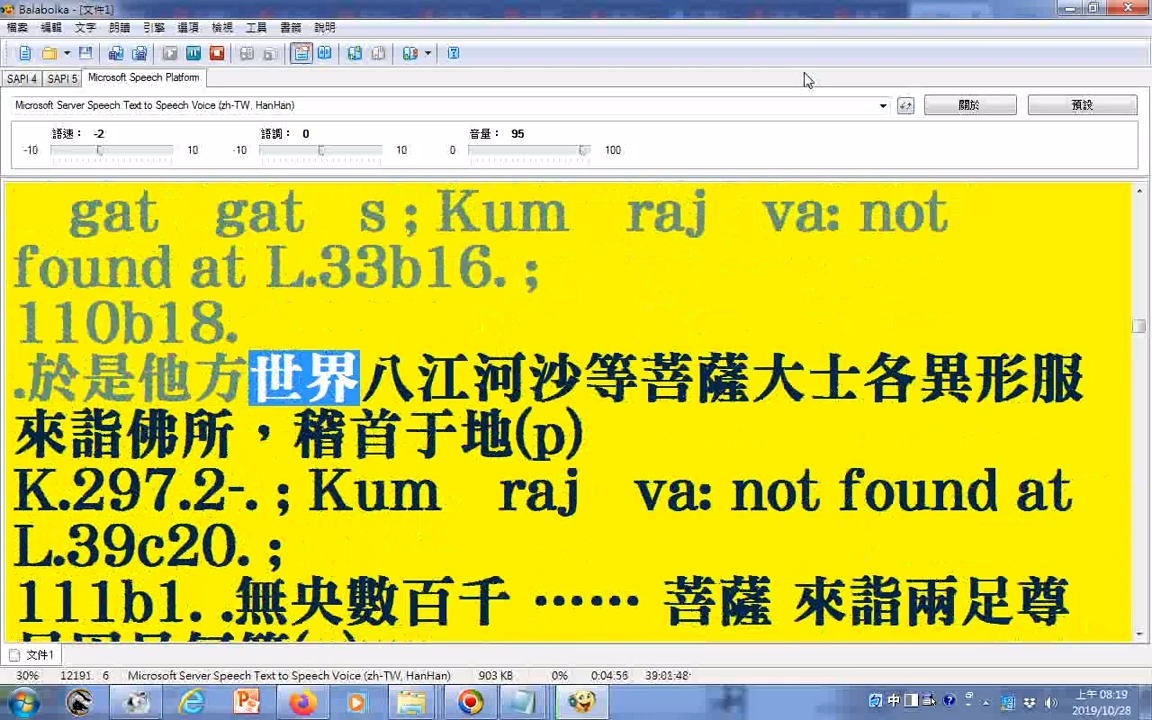 Balabolka - [文件1]
檔案 編輯 文字 朗讀 引擎 選項 檢視 工具 書籤 說明
SAPI 4 SAPI 5 Microsoft Speech Platform
Microsoft Server Speech Text to Speech Voice (zh-TW, HanHan)
關於 預設
語速： -2 語調： 0 音量： 95
-10 10 -10 10 0 100
gat gat s ; Kum raj va: not
found at L.33b16. ;
110b18.
.於是他方世界八江河沙等菩薩大士各異形服
來詣佛所，稽首于地(p)
K.297.2-. ; Kum raj va: not found at
L.39c20. ;
111b1. .無央數百千 …… 菩薩 來詣兩足尊
文件1
30% 12191 6 Microsoft Server Speech Text to Speech Voice (zh-TW, HanHan) 903 KB 0% 0:04:56 39:01:48
中
上午 08:19
2019/10/28